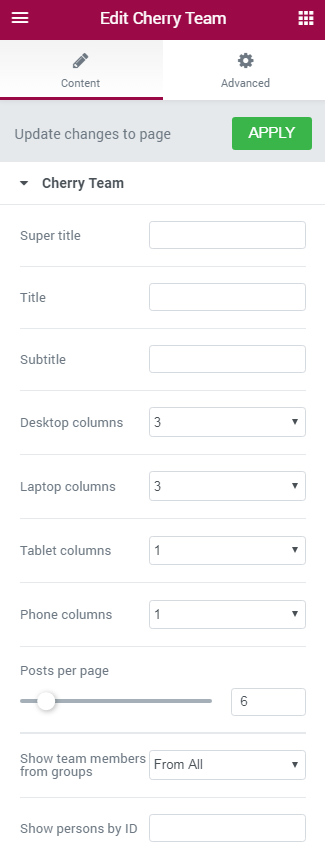 Edit Cherry Team
Content
Advanced
Update changes to page
APPLY
Cherry Team
Super title
Title
Subtitle
Desktop columns
3
Laptop columns
3
Tablet columns
1
Phone columns
1
Posts per page
6
Show team members
from groups
From All
Show persons by ID